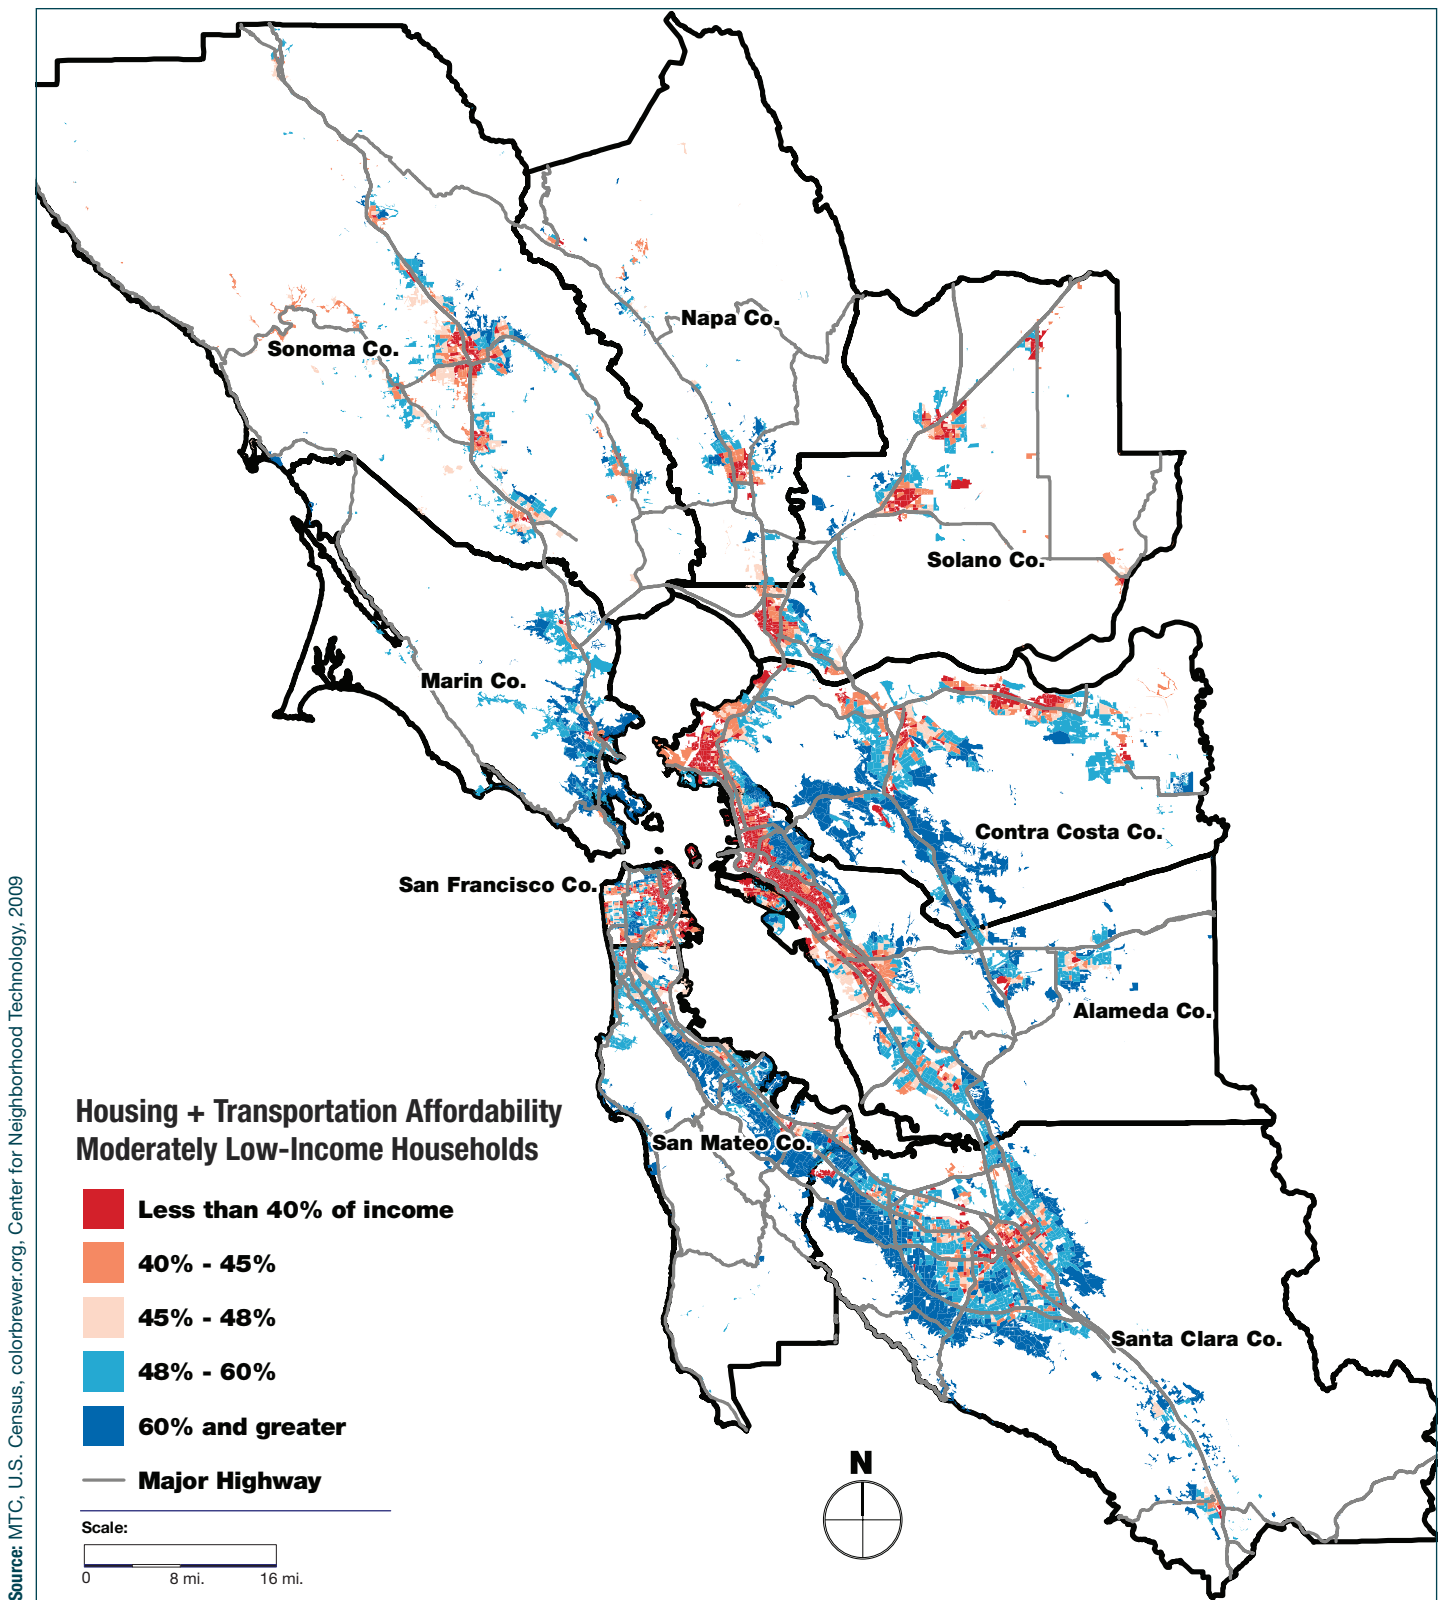 Napa Co.
Sonoma Co.
Solano Co.
Marin Co.
Contra Costa Co.
San Francisco Co.
Alameda Co.
San Mateo Co.
Santa Clara Co.
Housing + Transportation Affordability
Moderately Low-Income Households
Less than 40% of income
40% - 45%
45% - 48%
48% - 60%
60% and greater
Major Highway
Scale:
0 8 mi. 16 mi.
N
Source: MTC, U.S. Census, colorbrewer.org, Center for Neighborhood Technology, 2009